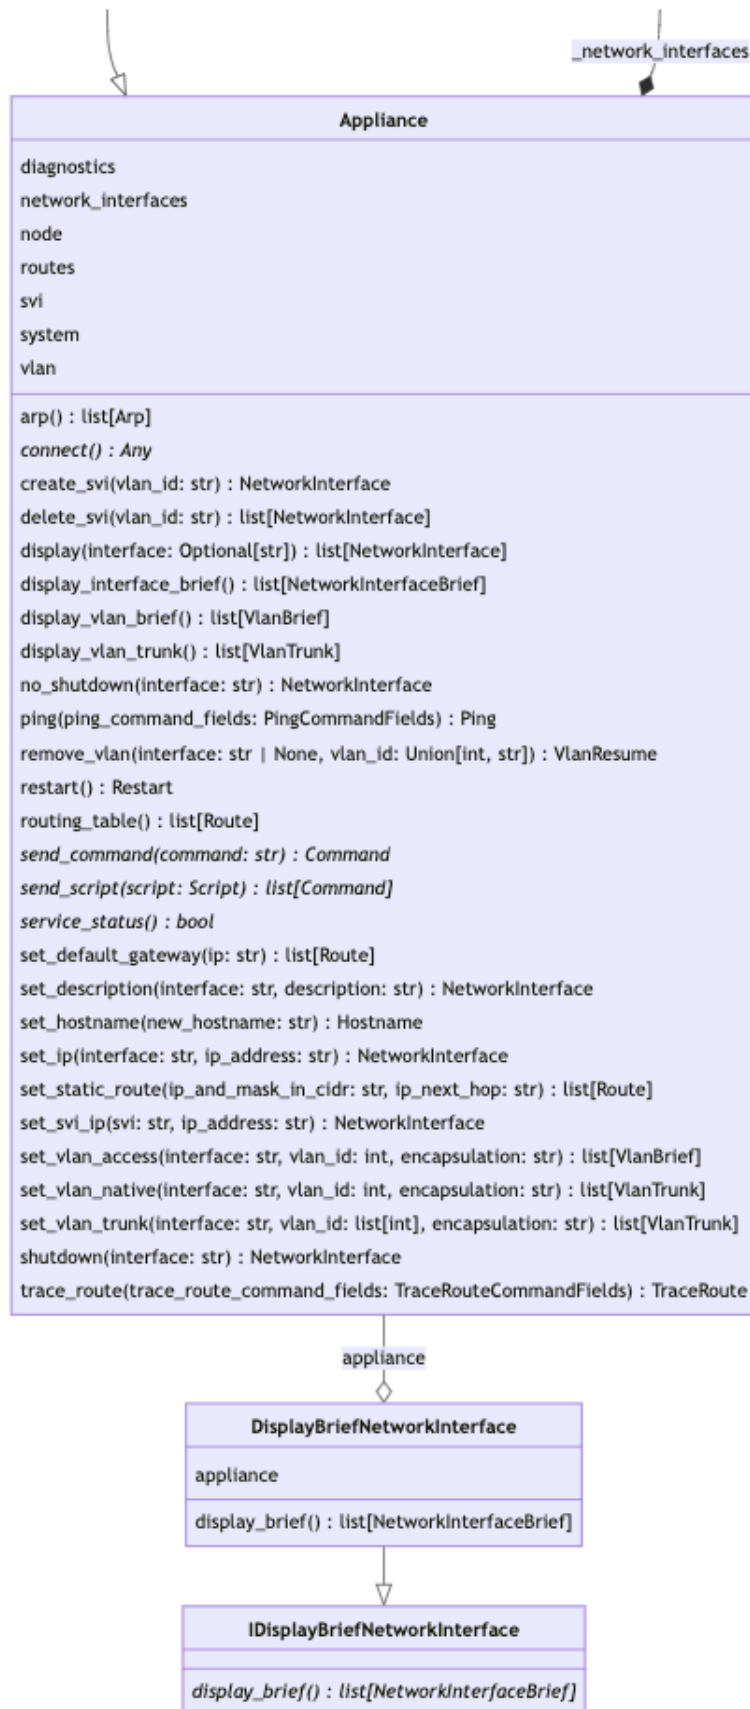 _network_interfaces
Appliance
diagnostics
network_interfaces
node
routes
svi
system
vlan
arp() : list[Arp]
connect() : Any
create_svi(vlan_id: str) : NetworkInterface
delete_svi(vlan_id: str) : list[NetworkInterface]
display(interface: Optional[str]) : list[NetworkInterface]
display_interface_brief() : list[NetworkInterfaceBrief]
display_vlan_brief() : list[VlanBrief]
display_vlan_trunk() : list[VlanTrunk]
no_shutdown(interface: str) : NetworkInterface
ping(ping_command_fields: PingCommandFields) : Ping
remove_vlan(interface: str | None, vlan_id: Union[int, str]) : VlanResume
restart() : Restart
routing_table() : list[Route]
send_command(command: str) : Command
send_script(script: Script) : list[Command]
service_status() : bool
set_default_gateway(ip: str) : list[Route]
set_description(interface: str, description: str) : NetworkInterface
set_hostname(new_hostname: str) : Hostname
set_ip(interface: str, ip_address: str) : NetworkInterface
set_static_route(ip_and_mask_in_cidr: str, ip_next_hop: str) : list[Route]
set_svi_ip(svi: str, ip_address: str) : NetworkInterface
set_vlan_access(interface: str, vlan_id: int, encapsulation: str) : list[VlanBrief]
set_vlan_native(interface: str, vlan_id: int, encapsulation: str) : list[VlanTrunk]
set_vlan_trunk(interface: str, vlan_id: list[int], encapsulation: str) : list[VlanTrunk]
shutdown(interface: str) : NetworkInterface
trace_route(trace_route_command_fields: TraceRouteCommandFields) : TraceRoute
appliance
DisplayBriefNetworkInterface
appliance
display_brief() : list[NetworkInterfaceBrief]
IDisplayBriefNetworkInterface
display_brief() : list[NetworkInterfaceBrief]